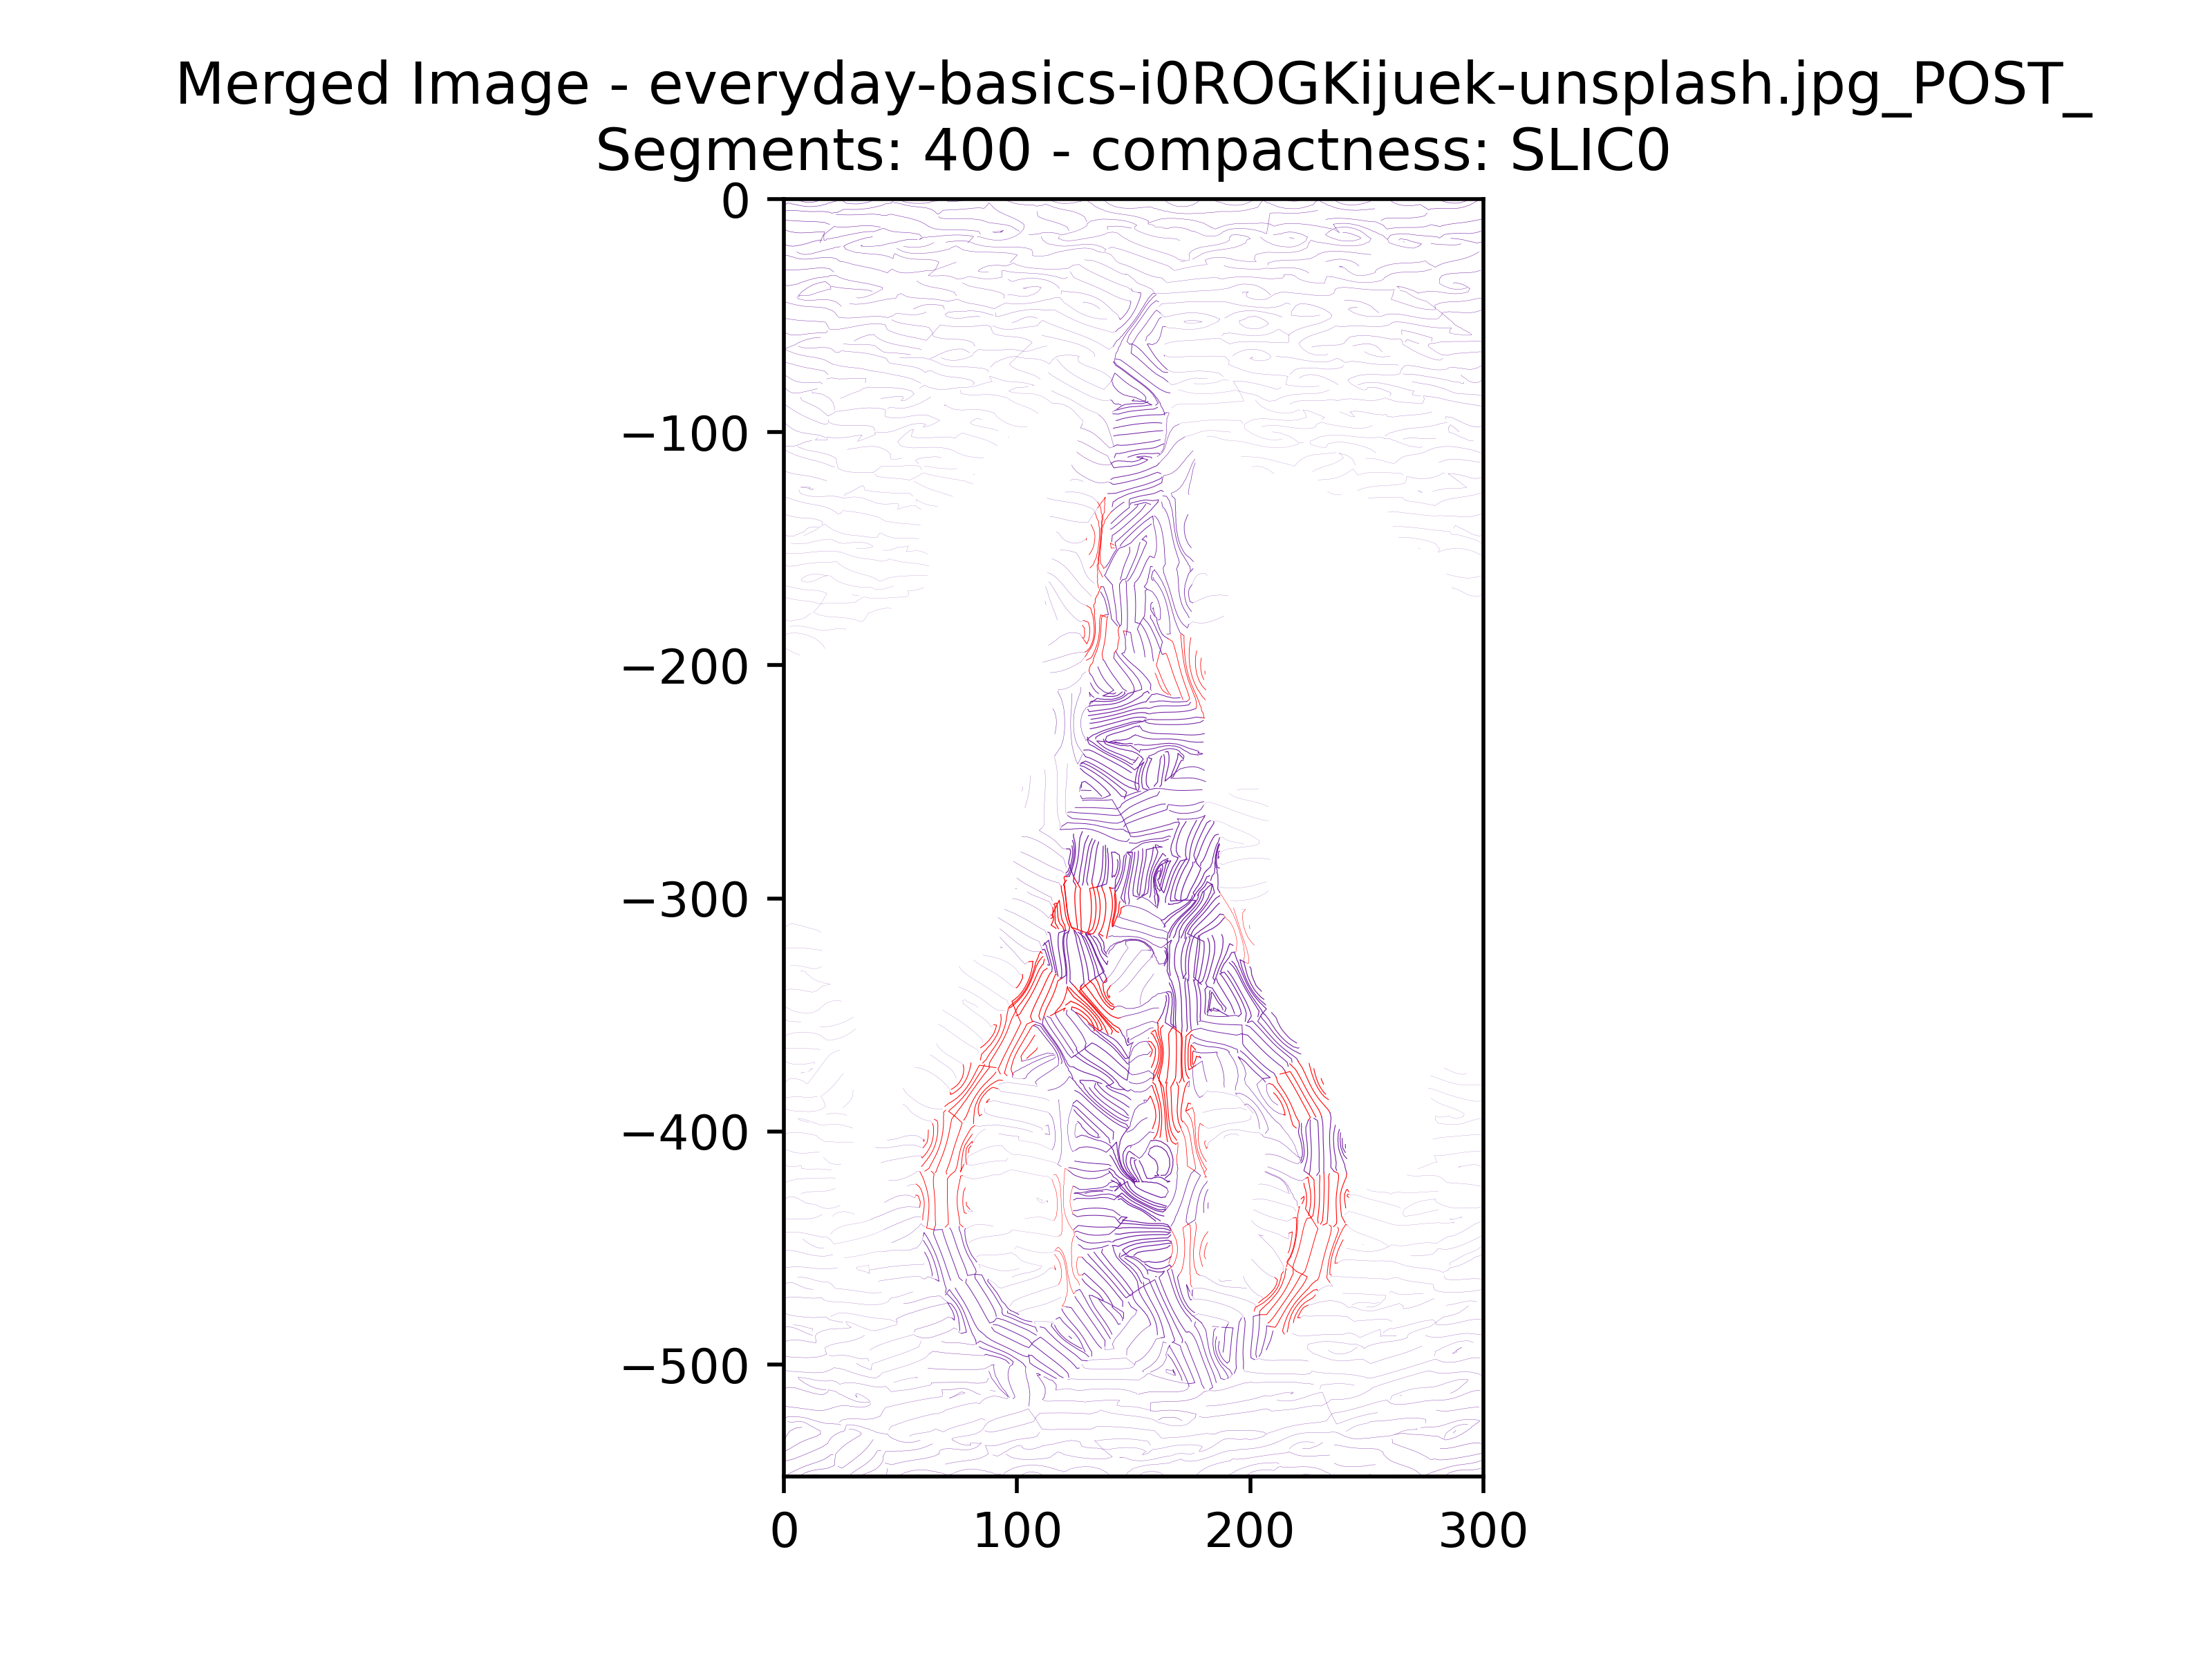 Merged Image - everyday-basics-i0ROGKijuek-unsplash.jpg_POST_
Segments: 400 - compactness: SLIC0
0
−100
−200
−300
−400
−500
0 100 200 300